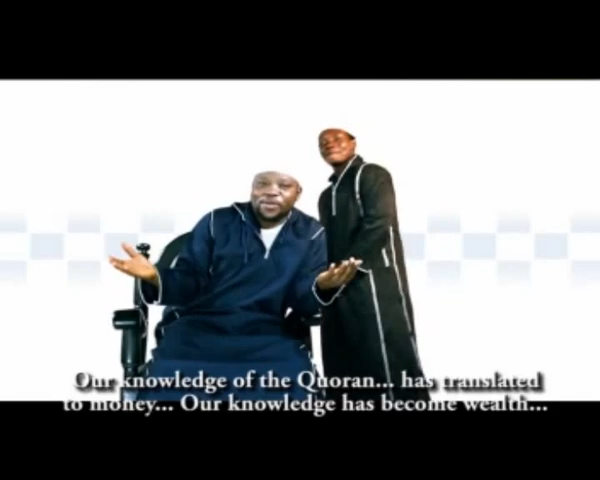 Our knowledge of the Quoran... has translated
to money... Our knowledge has become wealth...